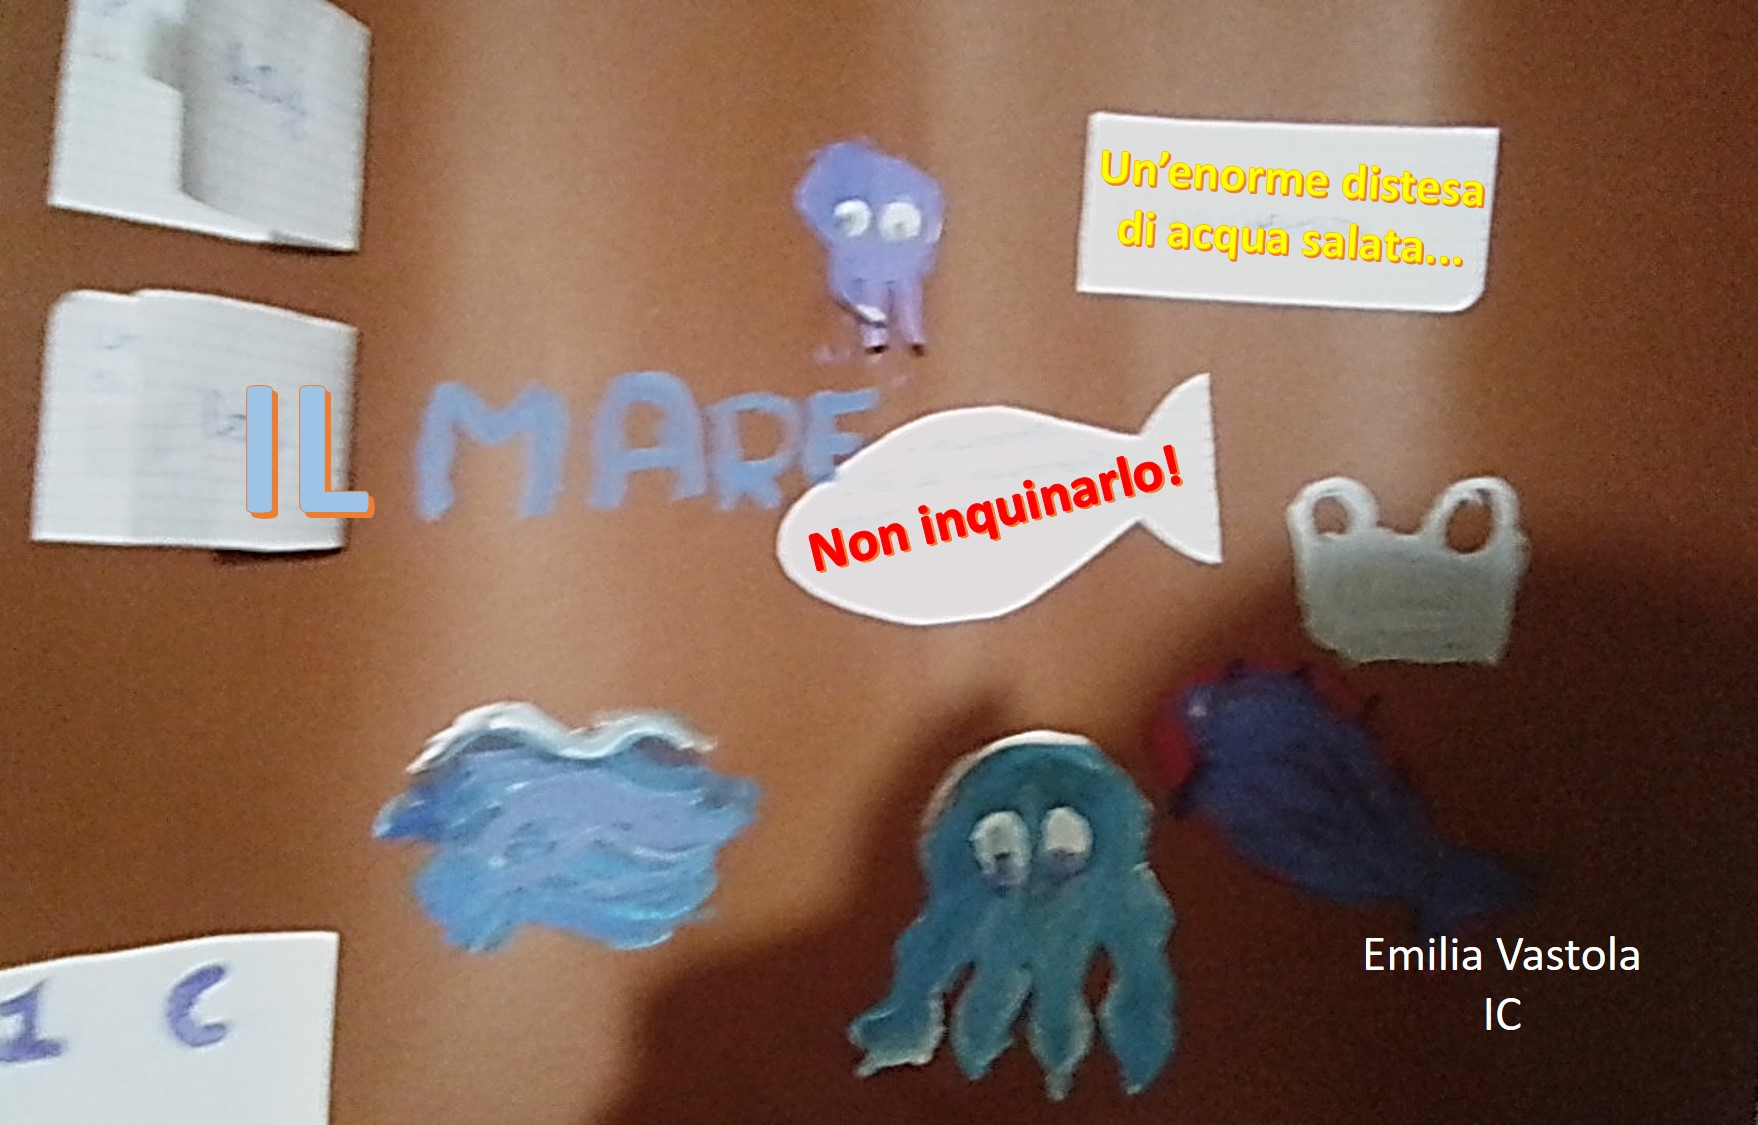 Un'enorme distesa
di acqua salata...
IL MARE
Non inquinarlo!
Emilia Vastola
IC
1 C